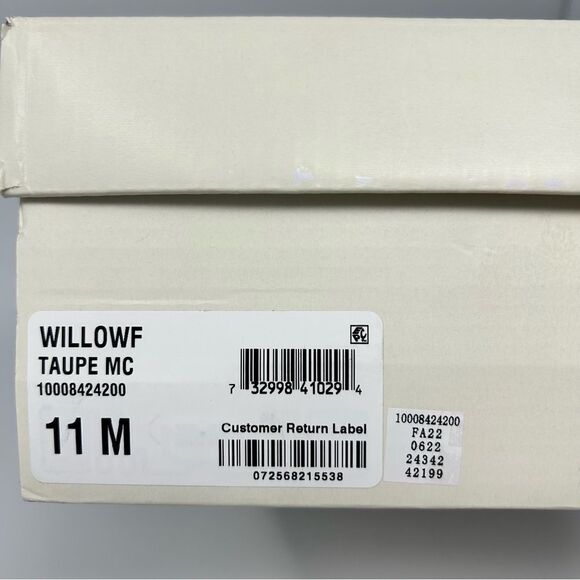 WILLOWF
TAUPE MC
10008424200
7 32998 41029 4
11 M
Customer Return Label
072568215538
10008424200
FA22
0622
24342
42199